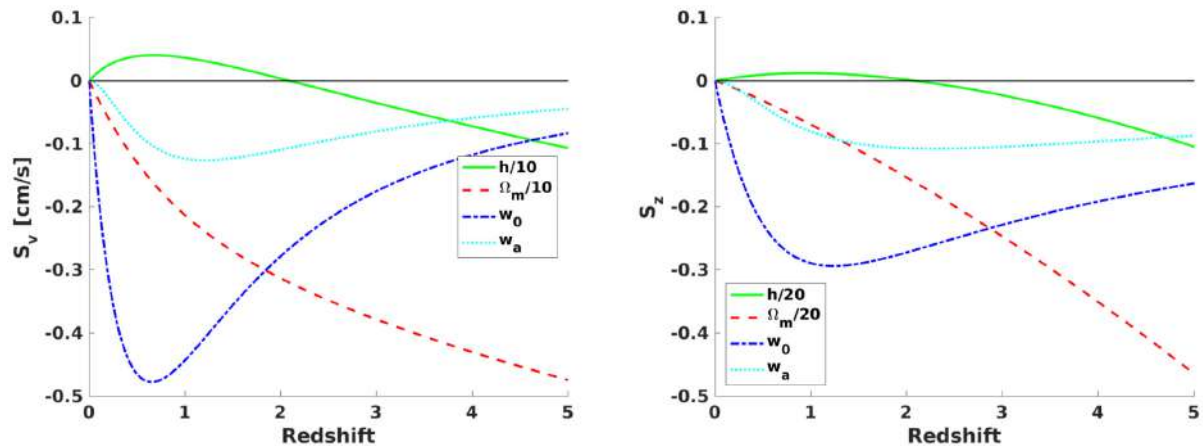 0.1
0
-0.1
-0.2
-0.3
-0.4
-0.5
S_v [cm/s]
h/10
Ω_m/10
w_0
w_a
0 1 2 3 4 5
Redshift
0.1
0
-0.1
-0.2
-0.3
-0.4
-0.5
S_z
h/20
Ω_m/20
w_0
w_a
0 1 2 3 4 5
Redshift